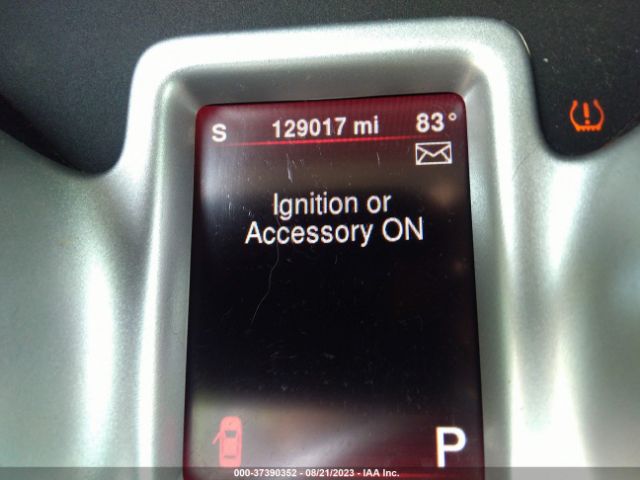 S 129017 mi 83°
Ignition or
Accessory ON
P
000-37390352 - 08/21/2023 - IAA Inc.